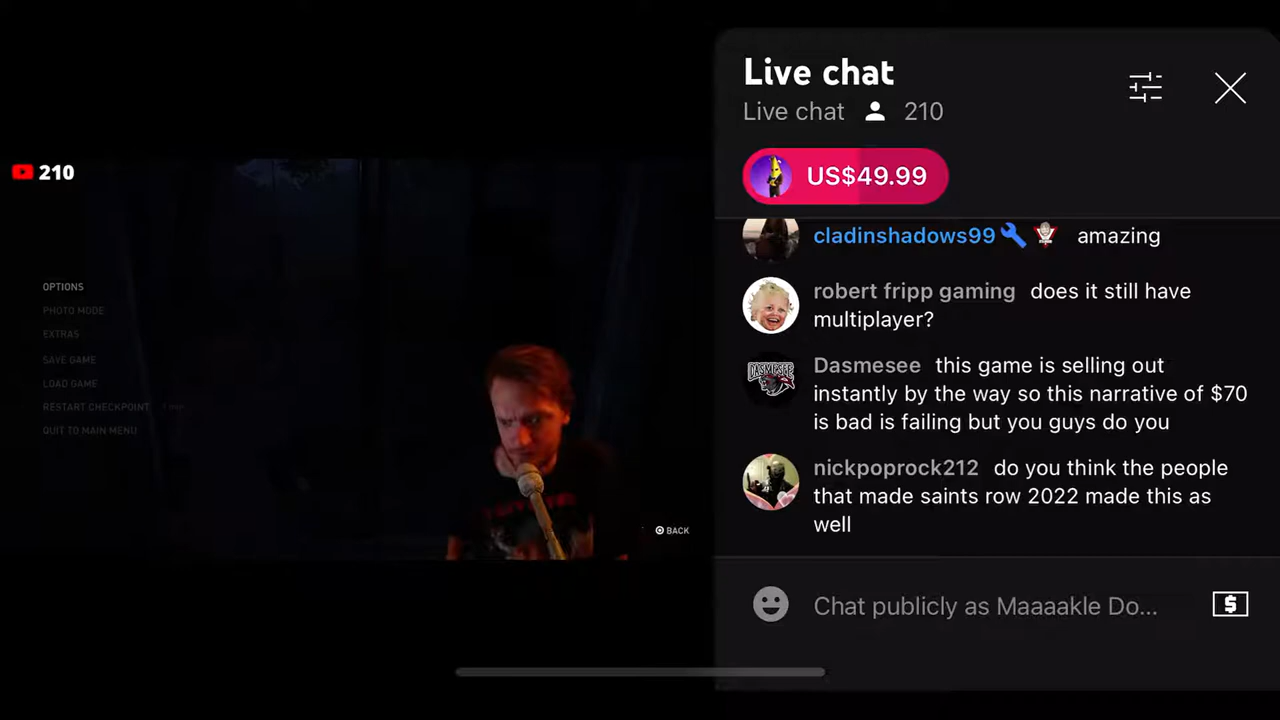 Live chat
Live chat 210
US$49.99
210
cladinshadows99 amazing
robert fripp gaming does it still have
multiplayer?
DASMESEE
Dasmesee this game is selling out
instantly by the way so this narrative of $70
is bad is failing but you guys do you
nickpoprock212 do you think the people
that made saints row 2022 made this as
well
Chat publicly as Maaaakle Do...
OPTIONS
PHOTO MODE
EXTRAS
SAVE GAME
LOAD GAME
RESTART CHECKPOINT
QUIT TO MAIN MENU
BACK